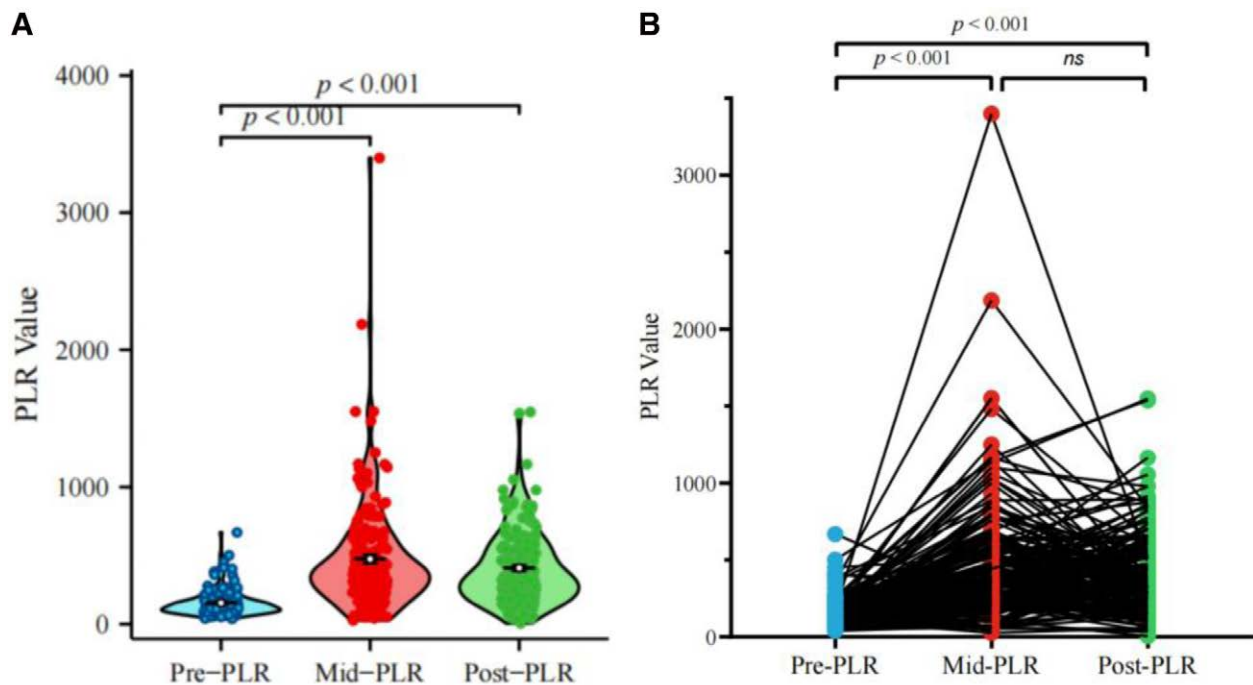 A
p < 0.001
p < 0.001
4000
3000
2000
1000
0
PLR Value
Pre–PLR
Mid–PLR
Post–PLR
B
p < 0.001
p < 0.001
ns
3000
2000
1000
0
PLR Value
Pre-PLR
Mid-PLR
Post-PLR